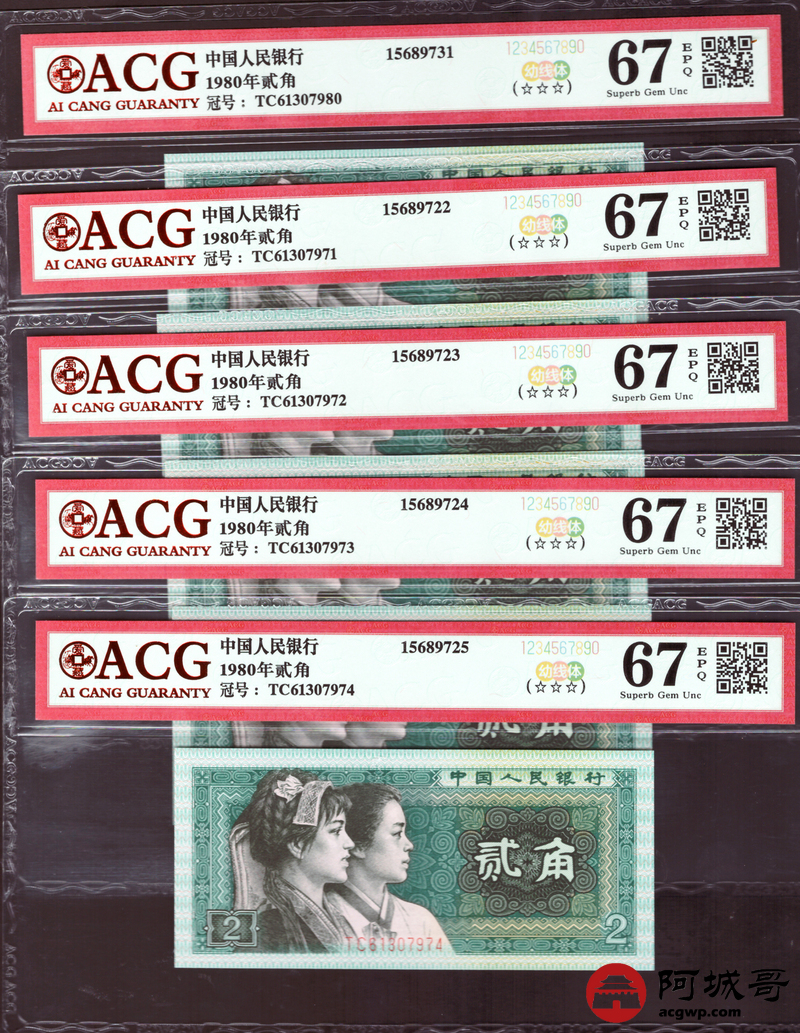 ACG
AI CANG GUARANTY
中国人民银行
1980年贰角
冠号： TC61307980
15689731
1234567890
幼线体
(☆☆☆)
67
EPQ
Superb Gem Unc
中国人民银行
ACG
AI CANG GUARANTY
中国人民银行
1980年贰角
冠号： TC61307971
15689722
1234567890
幼线体
(☆☆☆)
67
EPQ
Superb Gem Unc
ACG
AI CANG GUARANTY
中国人民银行
1980年贰角
冠号： TC61307972
15689723
1234567890
幼线体
(☆☆☆)
67
EPQ
Superb Gem Unc
ACG
AI CANG GUARANTY
中国人民银行
1980年贰角
冠号： TC61307973
15689724
1234567890
幼线体
(☆☆☆)
67
EPQ
Superb Gem Unc
ACG
AI CANG GUARANTY
中国人民银行
1980年贰角
冠号： TC61307974
15689725
1234567890
幼线体
(☆☆☆)
67
EPQ
Superb Gem Unc
贰角
中国人民银行
贰角
2
TC61307974
2
阿城哥
acgwp.com